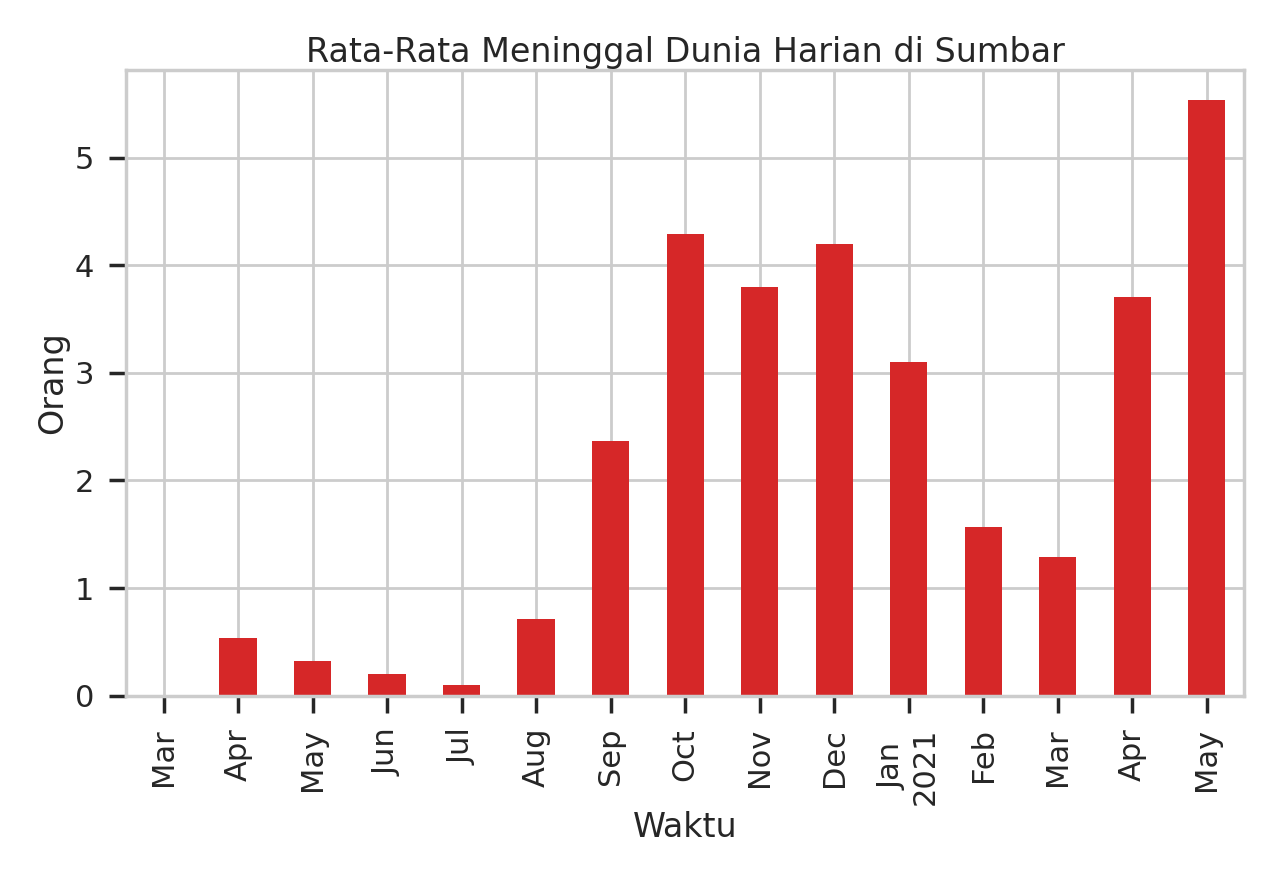 Rata-Rata Meninggal Dunia Harian di Sumbar
Orang
5
4
3
2
1
0
Mar
Apr
May
Jun
Jul
Aug
Sep
Oct
Nov
Dec
Jan
2021
Feb
Mar
Apr
May
Waktu